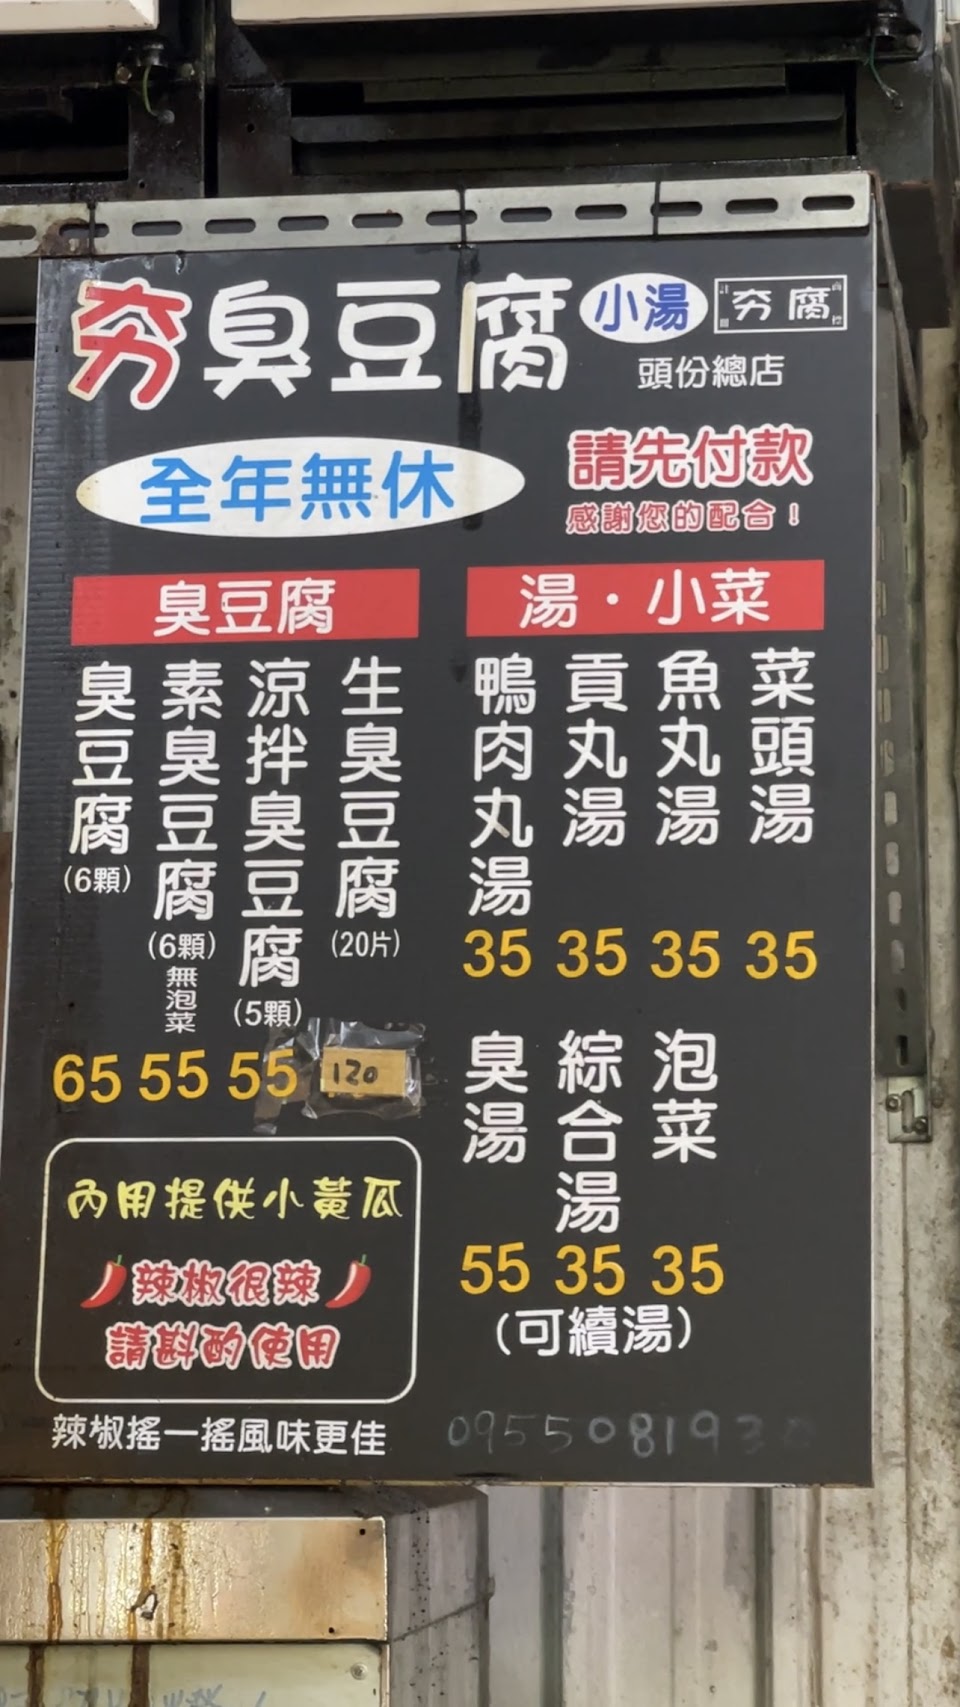 夯臭豆腐 小湯 夯腐
頭份總店
全年無休
請先付款
感謝您的配合！
臭豆腐
臭豆腐(6顆) 65
素臭豆腐(6顆)無泡菜 55
涼拌臭豆腐(5顆) 55
生臭豆腐(20片) 120
湯・小菜
鴨肉丸湯 35
貢丸湯 35
魚丸湯 35
菜頭湯 35
臭湯 55
綜合湯 35
泡菜 35
(可續湯)
內用提供小黃瓜
辣椒很辣
請斟酌使用
辣椒搖一搖風味更佳